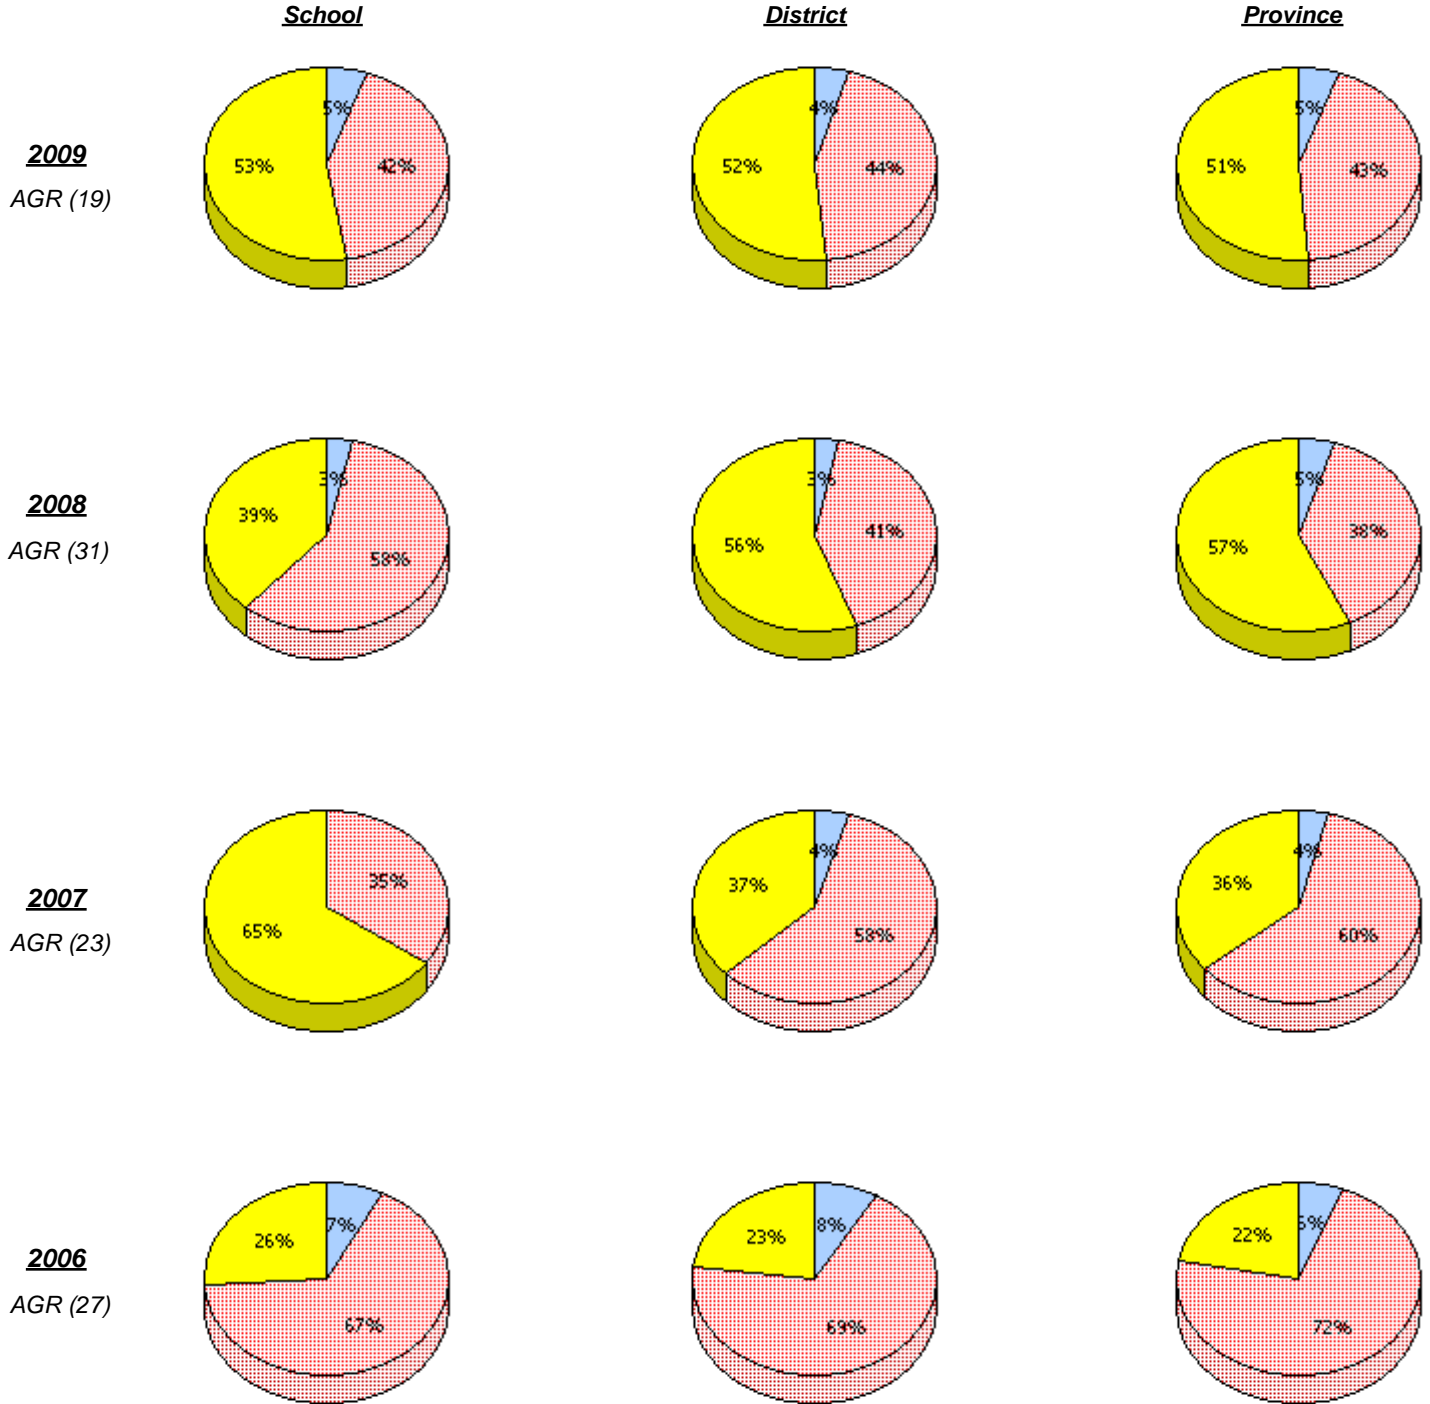 School District Province
5% 4% 5%
2009 53% 42% 52% 44% 51% 43%
AGR (19)
3% 3% 5%
2008 39% 58% 56% 41% 57% 38%
AGR (31)
35% 4% 4%
2007 65% 37% 58% 36% 60%
AGR (23)
26% 7% 23% 8% 22%
2006
AGR (27)
67% 69% 72%